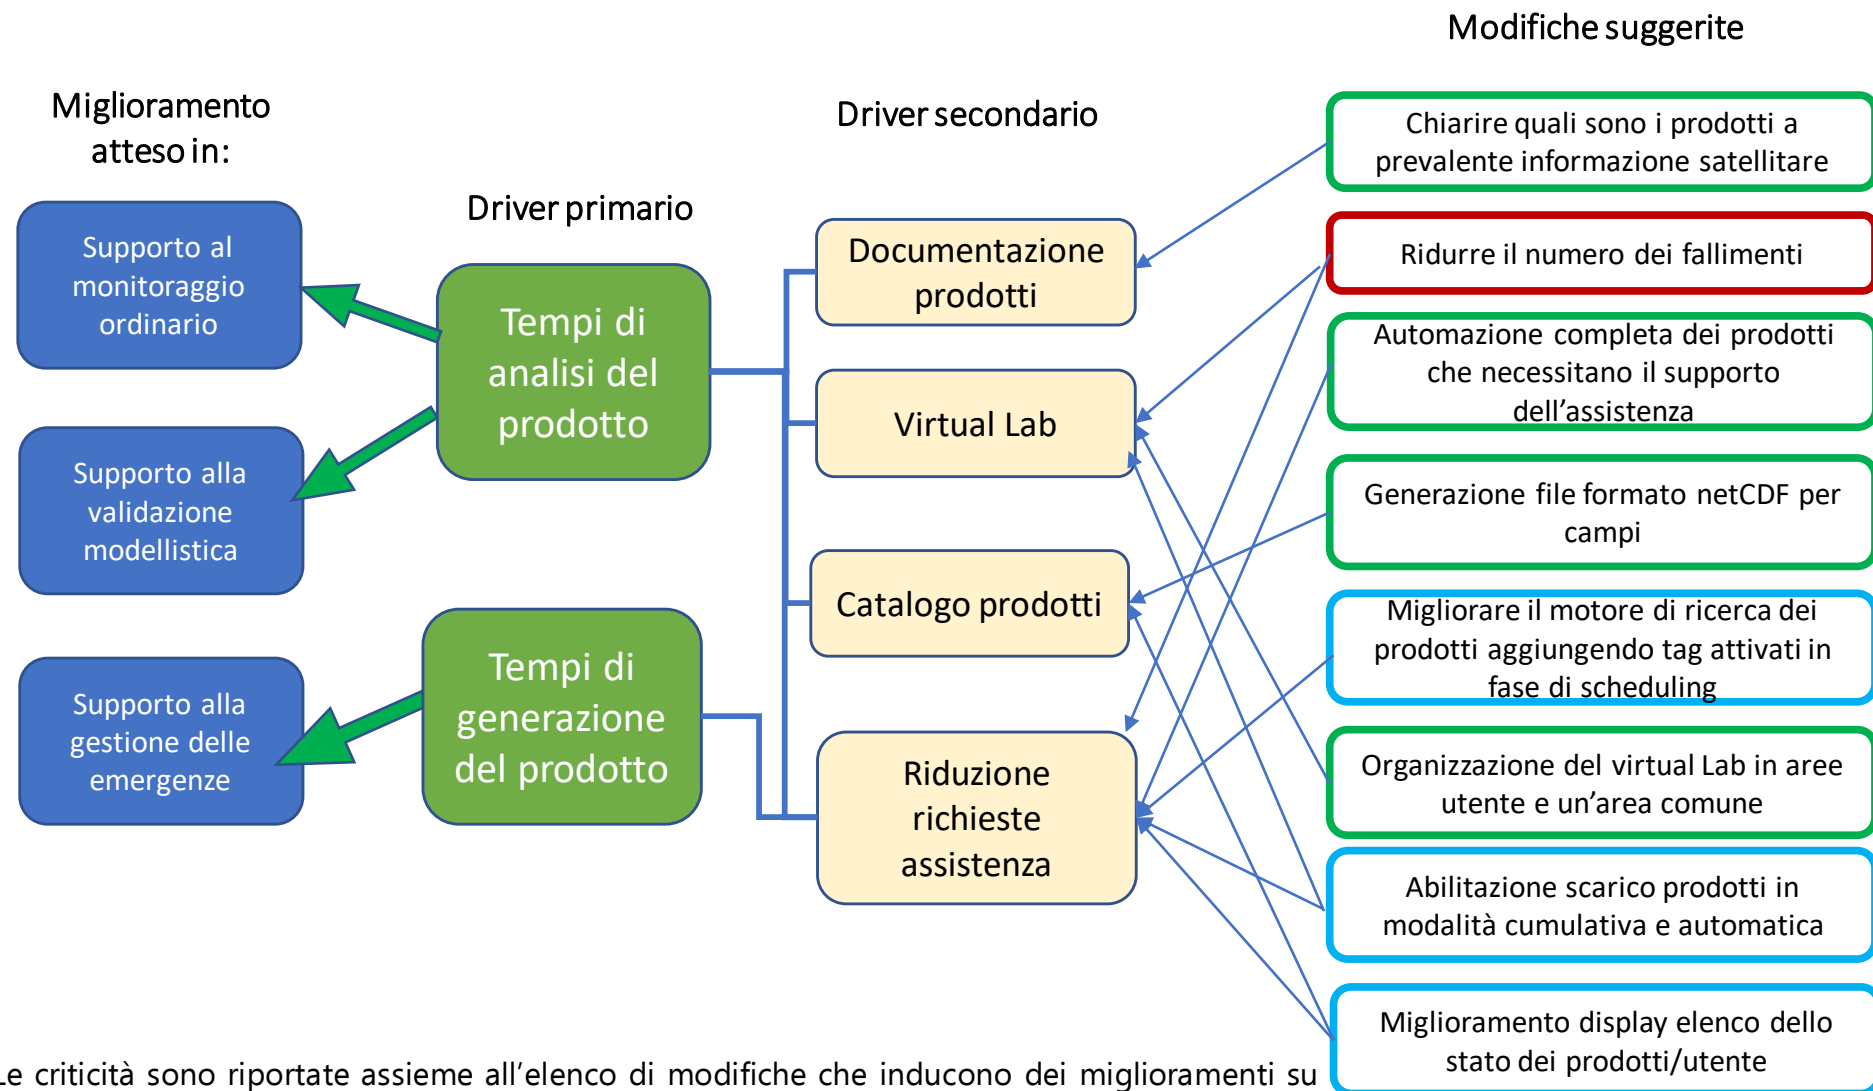 Modifiche suggerite
Miglioramento
atteso in:
Driver primario
Driver secondario
Supporto al
monitoraggio
ordinario
Supporto alla
validazione
modellistica
Supporto alla
gestione delle
emergenze
Tempi di
analisi del
prodotto
Tempi di
generazione
del prodotto
Documentazione
prodotti
Virtual Lab
Catalogo prodotti
Riduzione
richieste
assistenza
Chiarire quali sono i prodotti a
prevalente informazione satellitare
Ridurre il numero dei fallimenti
Automazione completa dei prodotti
che necessitano il supporto
dell’assistenza
Generazione file formato netCDF per
campi
Migliorare il motore di ricerca dei
prodotti aggiungendo tag attivati in
fase di scheduling
Organizzazione del virtual Lab in aree
utente e un’area comune
Abilitazione scarico prodotti in
modalità cumulativa e automatica
Miglioramento display elenco dello
stato dei prodotti/utente
Le criticità sono riportate assieme all’elenco di modifiche che inducono dei miglioramenti su